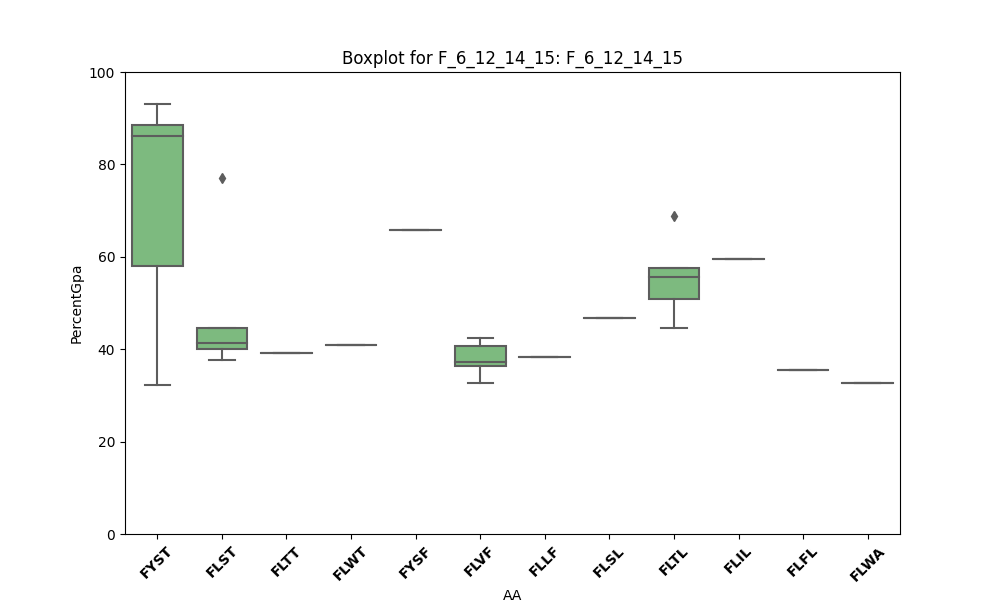 Boxplot for F_6_12_14_15: F_6_12_14_15
100
80
60
40
20
0
PercentGpa
FYST
FLST
FLTT
FLWT
FYSF
FLVF
FLLF
FLSL
FLTL
FLIL
FLFL
FLWA
AA